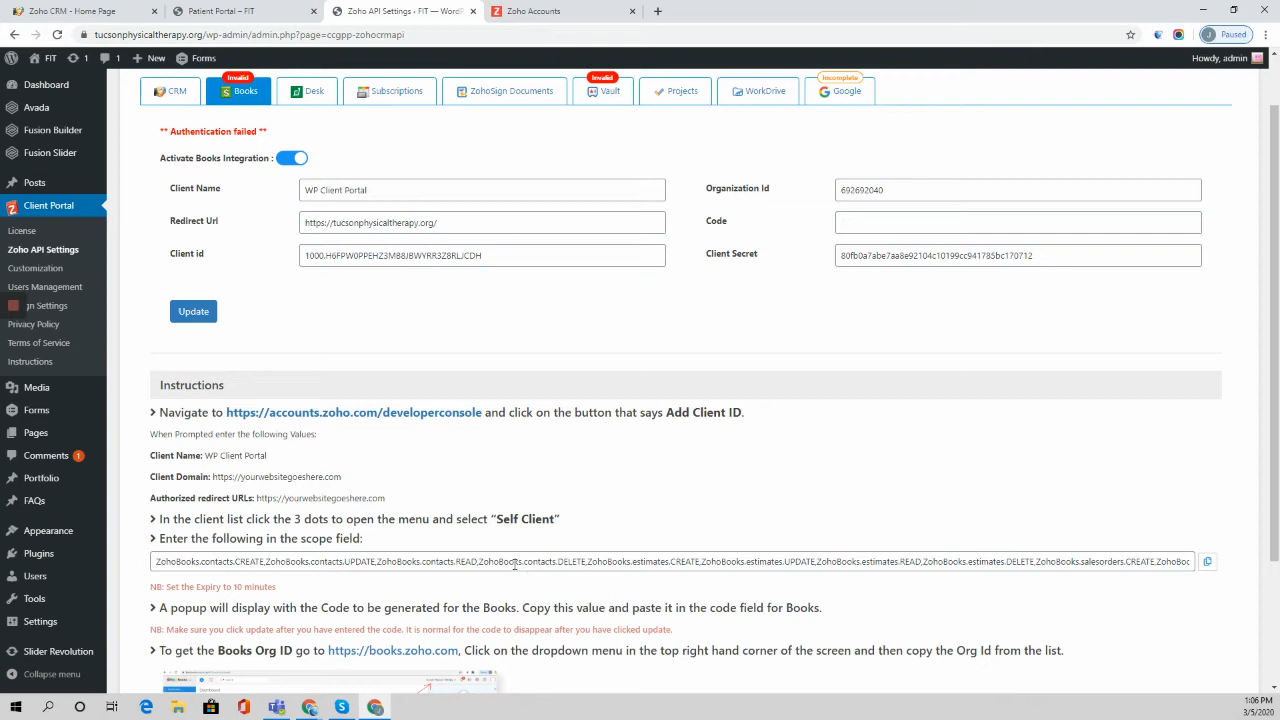 Zoho CRM - Home Page
Patient Portal – FIT
Zoho API Settings ‹ FIT — WordP
Zoho Accounts
tucsonphysicaltherapy.org/wp-admin/admin.php?page=ccgpp-zohocrmapi
J Paused
FIT 1 1 New Forms
Howdy, admin
Dashboard
Avada
Fusion Builder
Fusion Slider
Posts
Client Portal
License
Zoho API Settings
Customization
Users Management
gn Settings
Privacy Policy
Terms of Service
Instructions
Media
Forms
Pages
Comments 1
Portfolio
FAQs
Appearance
Plugins
Users
Tools
Settings
Slider Revolution
Collapse menu
Invalid Invalid Incomplete
CRM Books Desk Subscriptions ZohoSign Documents Vault Projects WorkDrive Google
** Authentication failed **
Activate Books Integration :
Client Name WP Client Portal Organization Id 692692040
Redirect Url https://tucsonphysicaltherapy.org/ Code
Client id 1000.H6FPW0PPEHZ3MB8JBWYRR3Z8RLJCDH Client Secret 80fb0a7abe7aa8e92104c10199cc941785bc170712
Update
Instructions
Navigate to https://accounts.zoho.com/developerconsole and click on the button that says Add Client ID.
When Prompted enter the following Values:
Client Name: WP Client Portal
Client Domain: https://yourwebsitegoeshere.com
Authorized redirect URLs: https://yourwebsitegoeshere.com
In the client list click the 3 dots to open the menu and select “Self Client”
Enter the following in the scope field:
ZohoBooks.contacts.CREATE,ZohoBooks.contacts.UPDATE,ZohoBooks.contacts.READ,ZohoBooks.contacts.DELETE,ZohoBooks.estimates.CREATE,ZohoBooks.estimates.UPDATE,ZohoBooks.estimates.READ,ZohoBooks.estimates.DELETE,ZohoBooks.salesorders.CREATE,ZohoBoc
NB: Set the Expiry to 10 minutes
A popup will display with the Code to be generated for the Books. Copy this value and paste it in the code field for Books.
NB: Make sure you click update after you have entered the code. It is normal for the code to disappear after you have clicked update.
To get the Books Org ID go to https://books.zoho.com, Click on the dropdown menu in the top right hand corner of the screen and then copy the Org Id from the list.
1:06 PM
3/5/2020